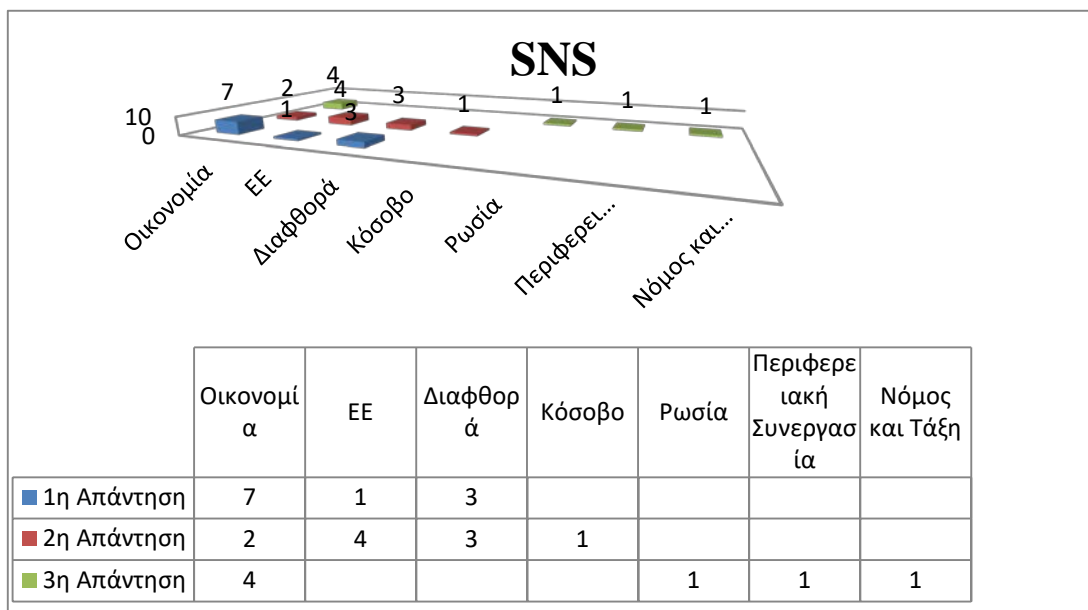 SNS
7
2
4
1
4
3
3
1
1
1
1
10
0
Οικονομία
ΕΕ
Διαφθορά
Κόσοβο
Ρωσία
Περιφερει...
Νόμος και...
Οικονομί
α
ΕΕ
Διαφθορ
ά
Κόσοβο
Ρωσία
Περιφερε
ιακή
Συνεργασ
ία
Νόμος
και Τάξη
1η Απάντηση 7 1 3
2η Απάντηση 2 4 3 1
3η Απάντηση 4 1 1 1